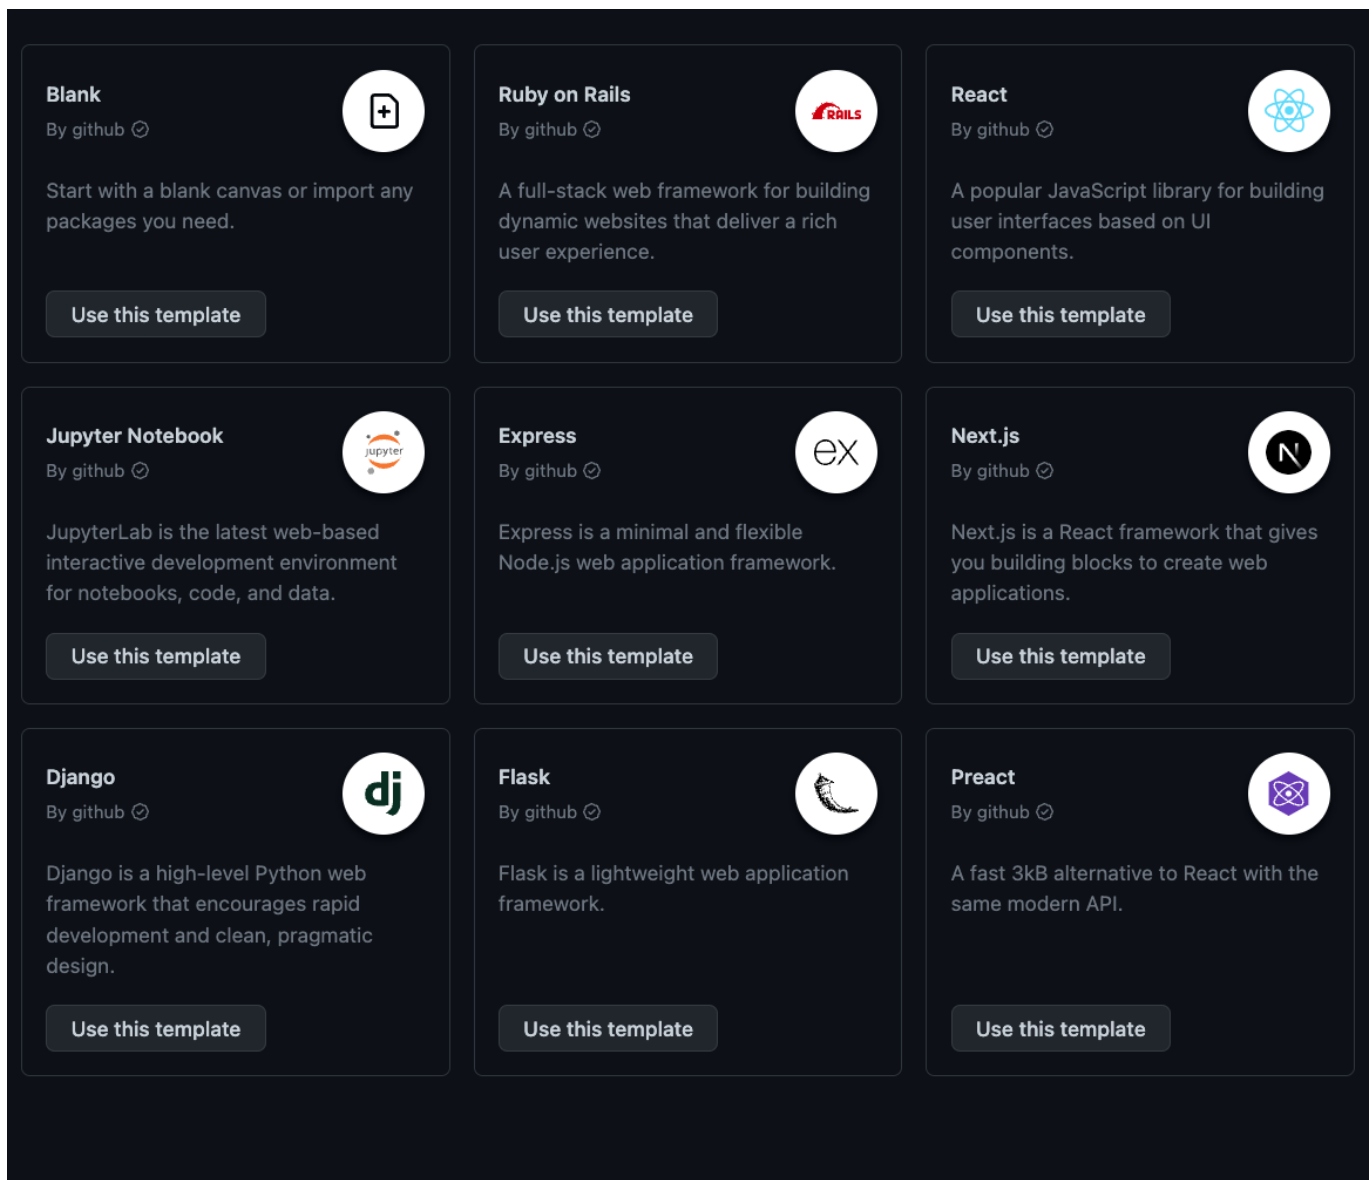 Blank
By github
Start with a blank canvas or import any
packages you need.
Use this template
Ruby on Rails
By github
RAILS
A full-stack web framework for building
dynamic websites that deliver a rich
user experience.
Use this template
React
By github
A popular JavaScript library for building
user interfaces based on UI
components.
Use this template
Jupyter Notebook
By github
jupyter
JupyterLab is the latest web-based
interactive development environment
for notebooks, code, and data.
Use this template
Express
By github
ex
Express is a minimal and flexible
Node.js web application framework.
Use this template
Next.js
By github
N
Next.js is a React framework that gives
you building blocks to create web
applications.
Use this template
Django
By github
dj
Django is a high-level Python web
framework that encourages rapid
development and clean, pragmatic
design.
Use this template
Flask
By github
Flask is a lightweight web application
framework.
Use this template
Preact
By github
A fast 3kB alternative to React with the
same modern API.
Use this template